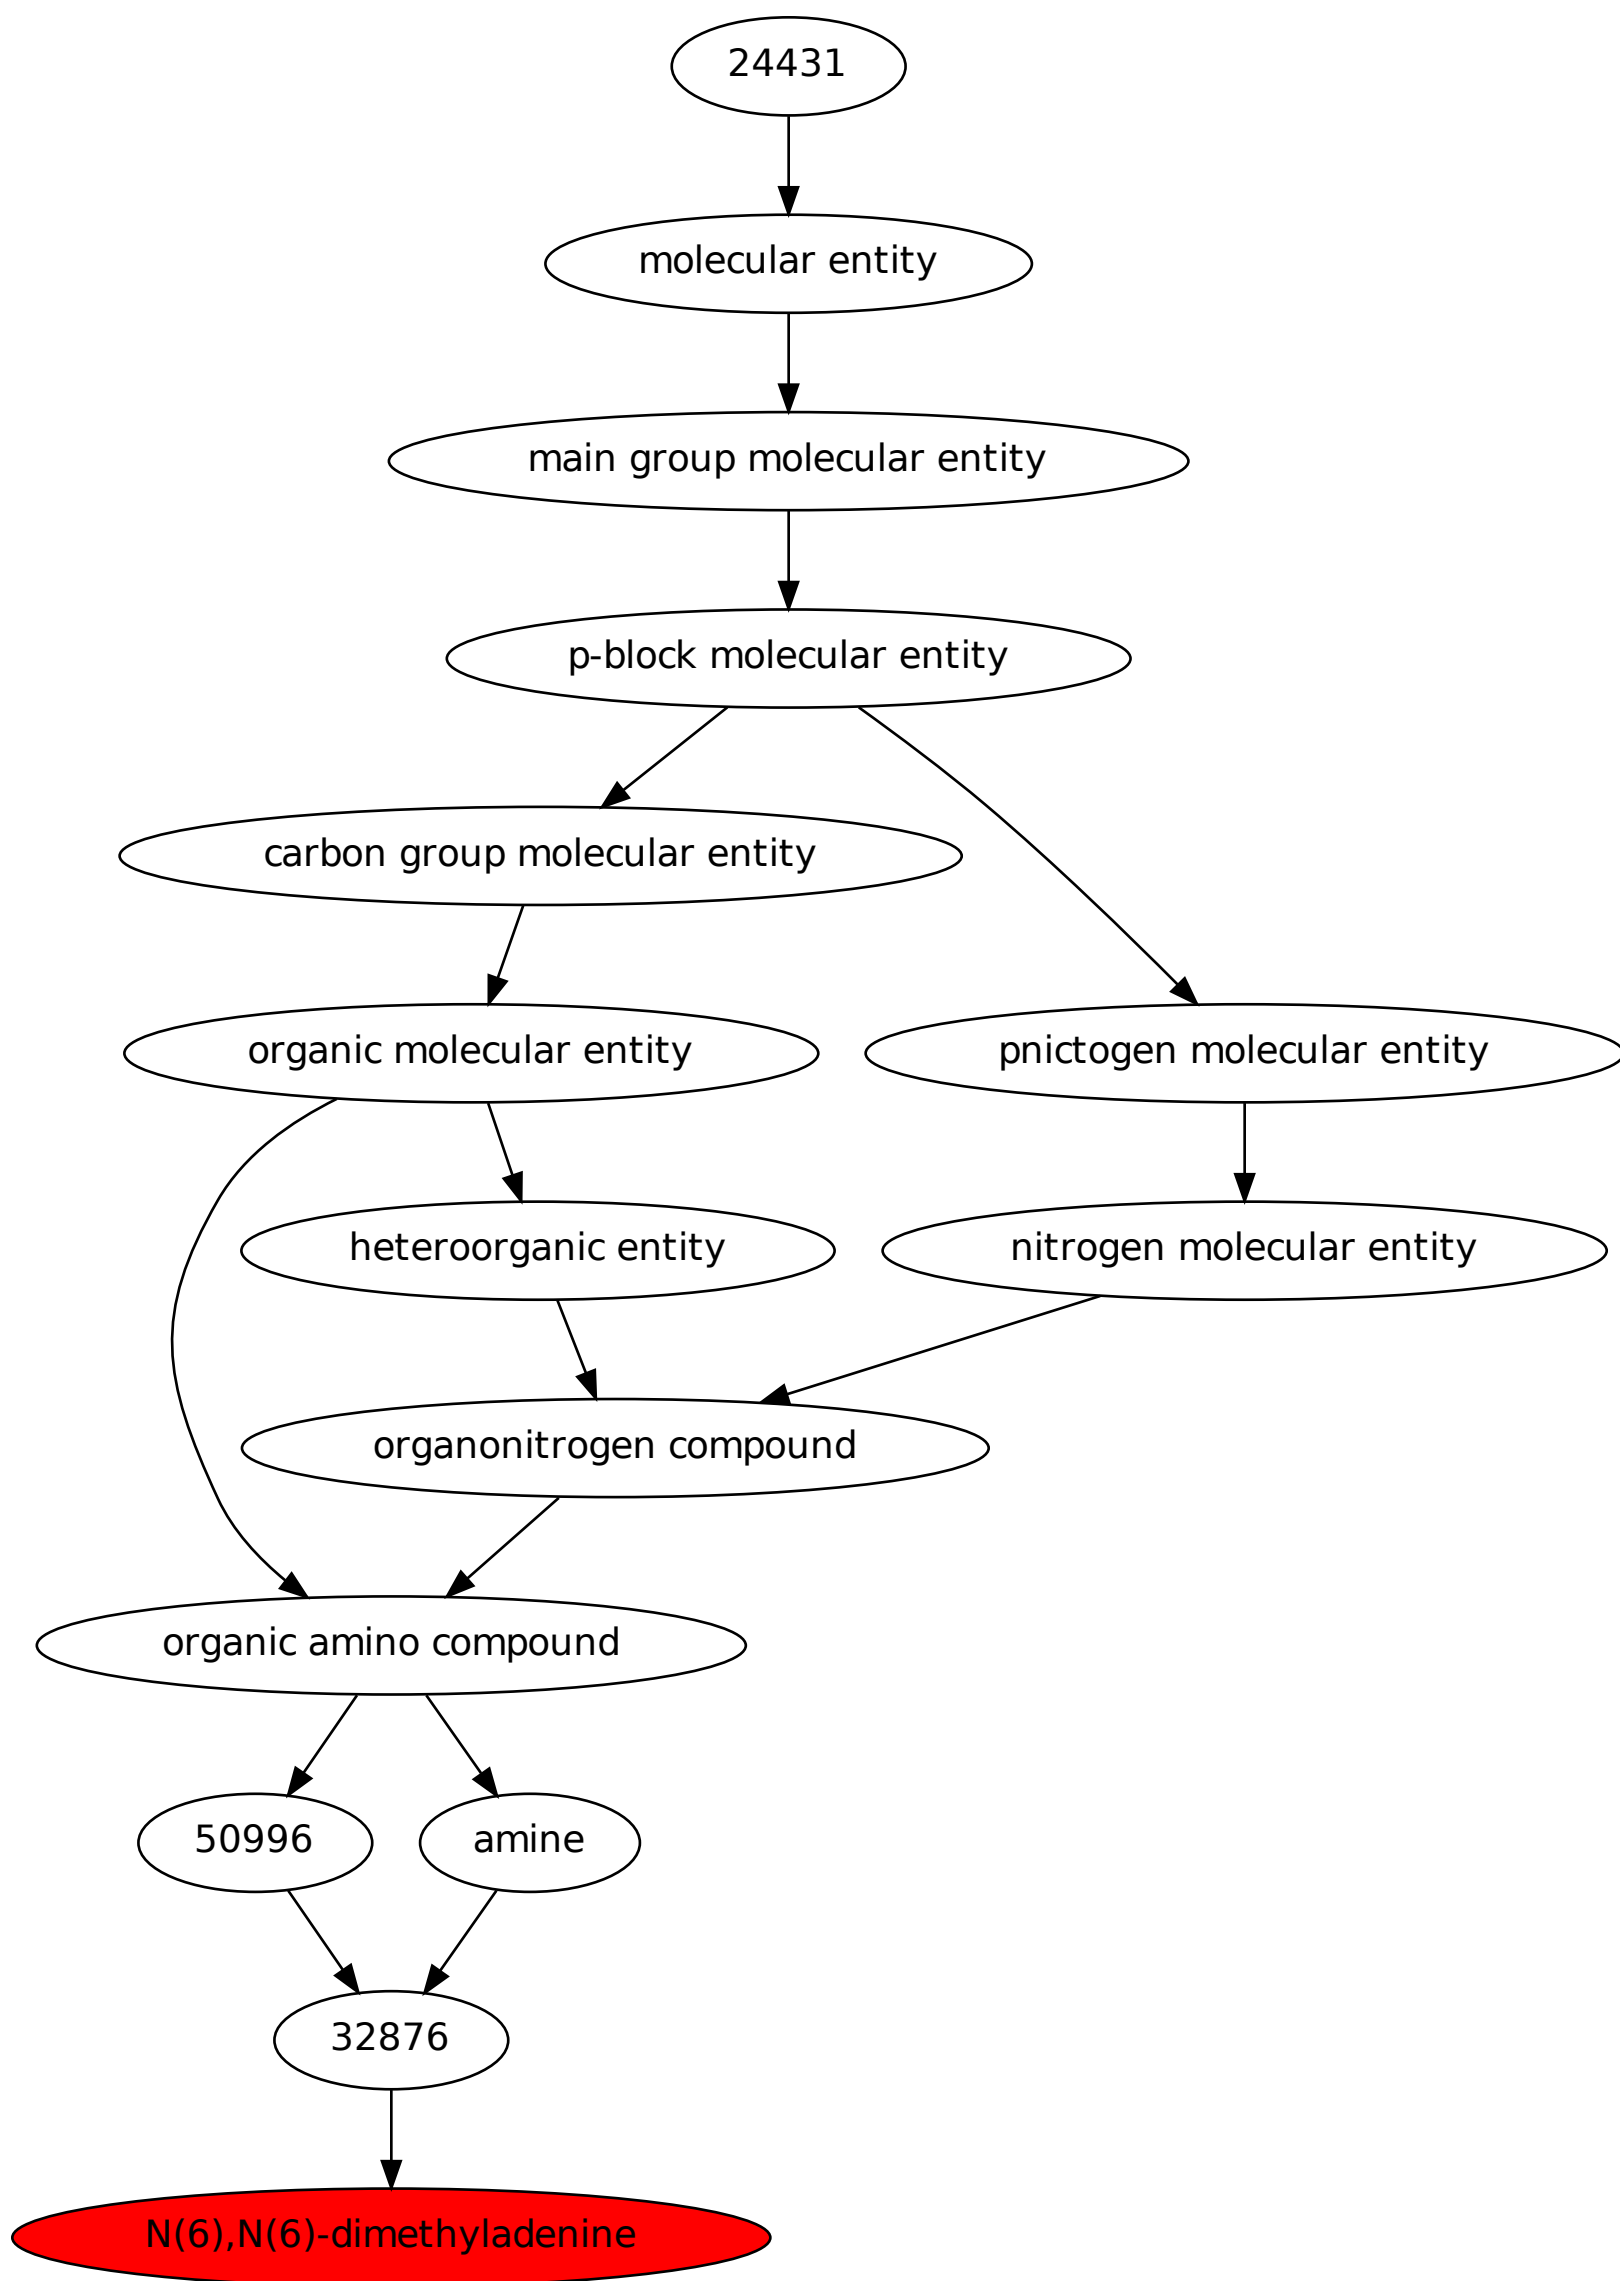 24431
molecular entity
main group molecular entity
p-block molecular entity
carbon group molecular entity
organic molecular entity
pnictogen molecular entity
heteroorganic entity
nitrogen molecular entity
organonitrogen compound
organic amino compound
50996
amine
32876
N(6),N(6)-dimethyladenine